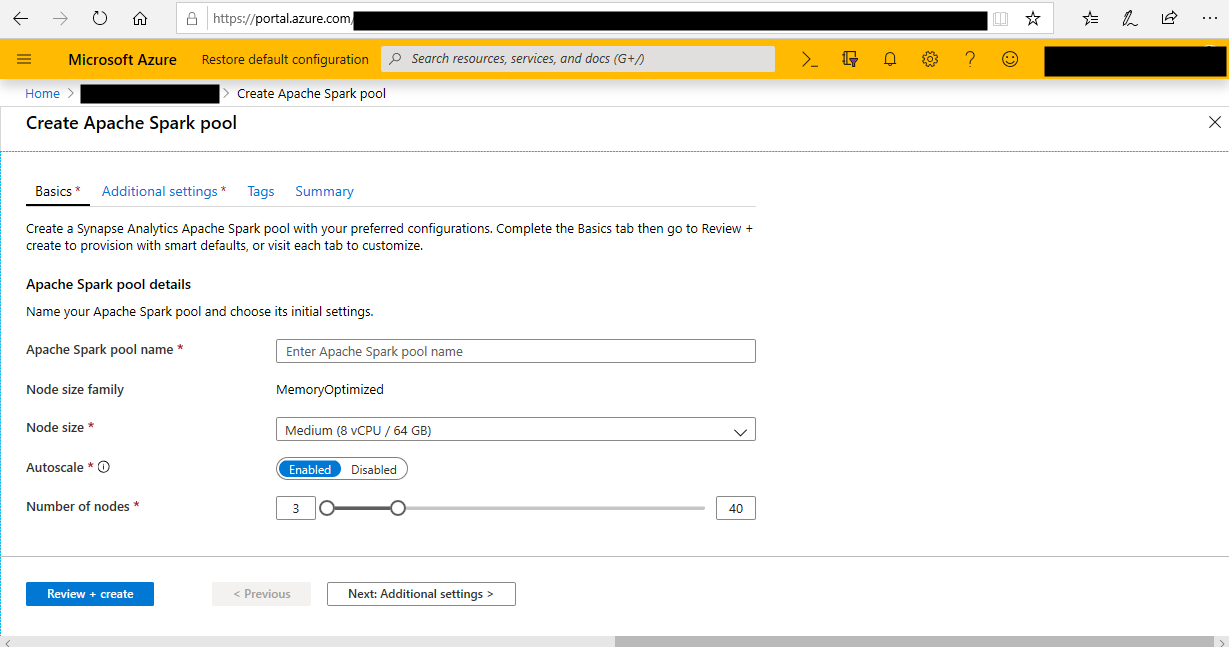 https://portal.azure.com/
Microsoft Azure Restore default configuration Search resources, services, and docs (G+/)
Home > > Create Apache Spark pool
Create Apache Spark pool
Basics * Additional settings * Tags Summary
Create a Synapse Analytics Apache Spark pool with your preferred configurations. Complete the Basics tab then go to Review +
create to provision with smart defaults, or visit each tab to customize.
Apache Spark pool details
Name your Apache Spark pool and choose its initial settings.
Apache Spark pool name * Enter Apache Spark pool name
Node size family MemoryOptimized
Node size * Medium (8 vCPU / 64 GB)
Autoscale * Enabled Disabled
Number of nodes * 3 40
Review + create < Previous Next: Additional settings >